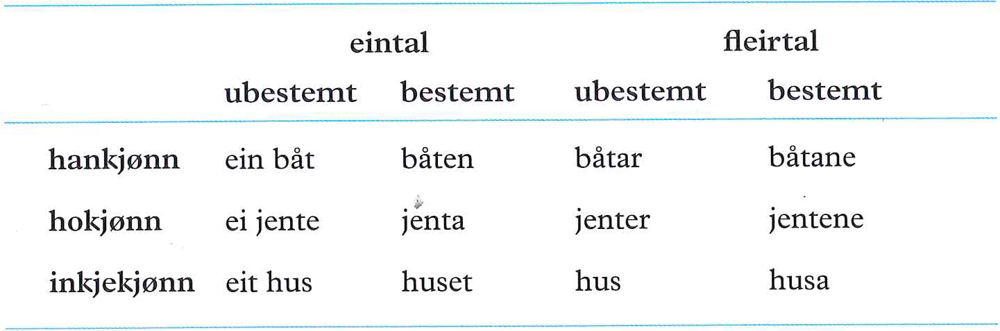 eintal fleirtal
ubestemt bestemt ubestemt bestemt
hankjønn ein båt båten båtar båtane
hokjønn ei jente jenta jenter jentene
inkjekjønn eit hus huset hus husa